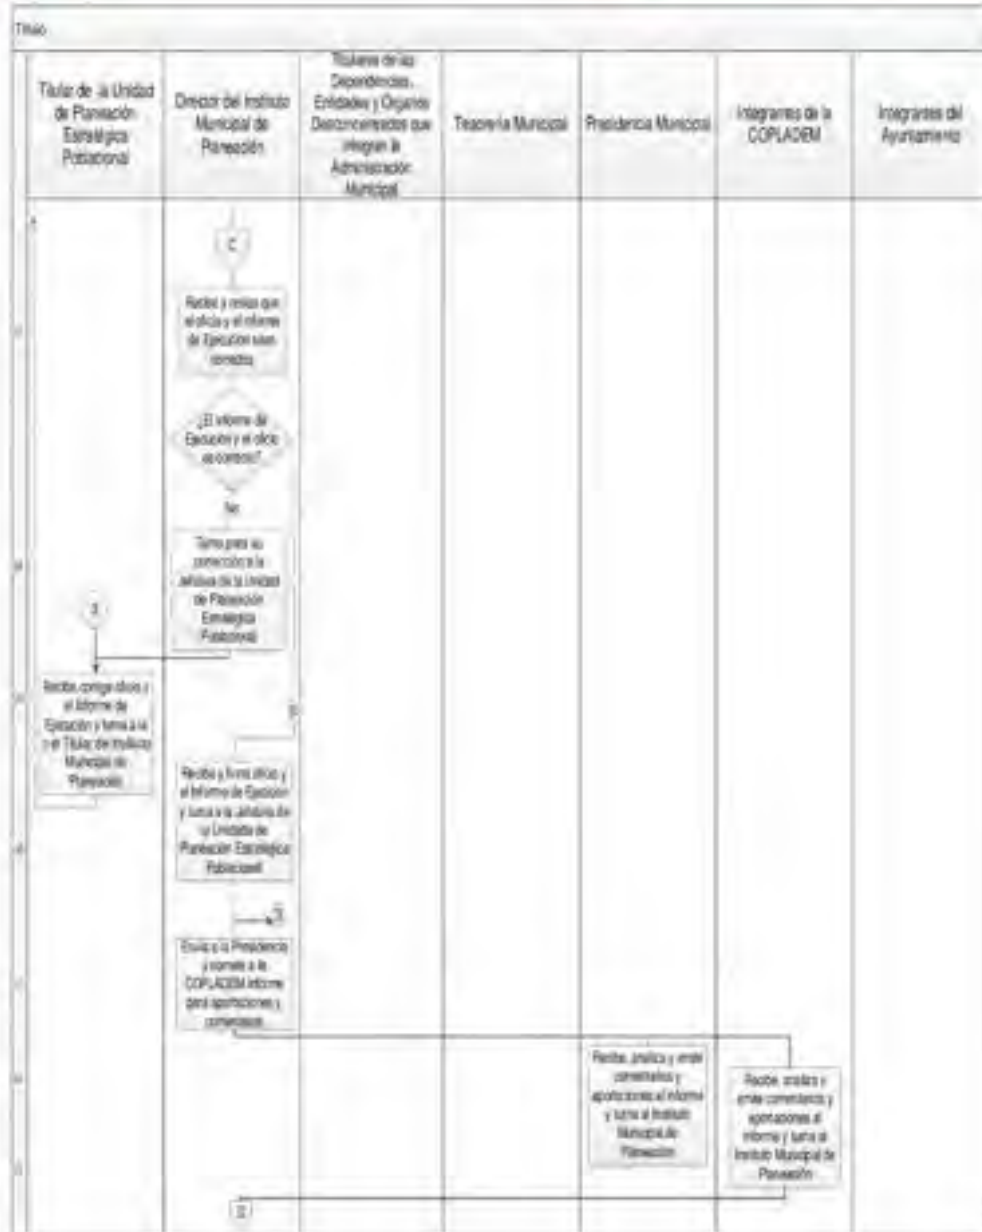 Título
Titular de la Unidad
de Planeación
Estratégica
Poblacional
Director del Instituto
Municipal de
Planeación
Titulares de las
Dependencias,
Entidades y Órganos
Desconcentrados que
integran la
Administración
Municipal
Tesorería Municipal
Presidencia Municipal
Integrantes de la
COPLADEM
Integrantes del
Ayuntamiento
C
Recibe y revisa que
el oficio y el informe
de Ejecución sean
correctos
¿El informe de
Ejecución y el oficio
es correcto?
No
Turna para su
corrección a la
Jefatura de la Unidad
de Planeación
Estratégica
Poblacional
Recibe, corrige oficio y
el Informe de
Ejecución y turna a la
o el Titular del Instituto
Municipal de
Planeación
Recibe y firma oficio y
el Informe de Ejecución
y turna a la Jefatura de
la Unidad de
Planeación Estratégica
Poblacional
Envía a la Presidencia
y somete a la
COPLADEM informe
para aportaciones y
comentarios
Recibe, analiza y emite
comentarios y
aportaciones al informe
y turna al Instituto
Municipal de
Planeación
Recibe, analiza y
emite comentarios y
aportaciones al
informe y turna al
Instituto Municipal de
Planeación